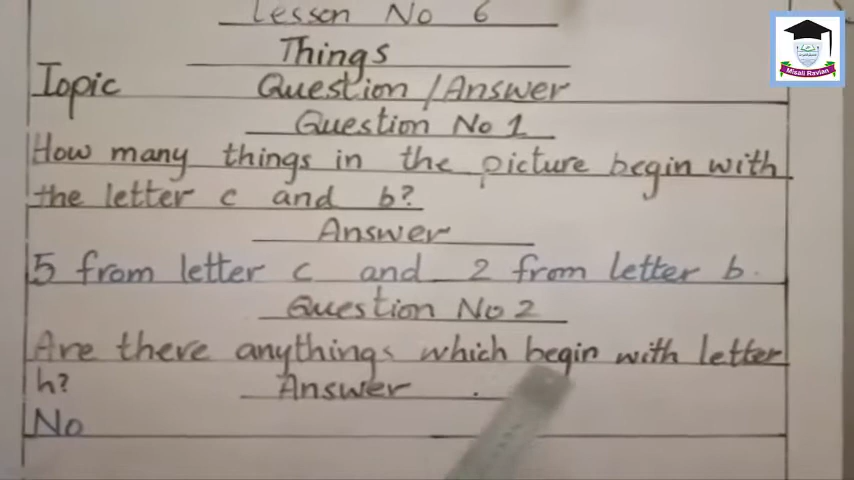 Lesson No 6
Things
Topic Question/Answer
Question No 1
How many things in the picture begin with
the letter c and b?
Answer
5 from letter c and 2 from letter b.
Question No 2
Are there anythings which begin with letter
h? Answer
No
Misali Ravian